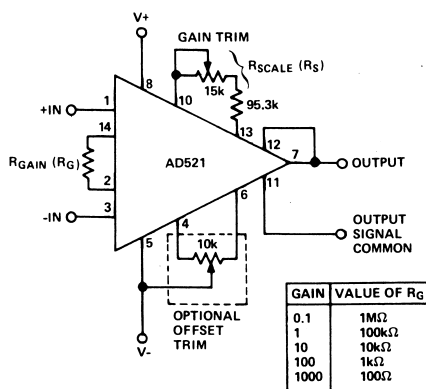 V+
GAIN TRIM
RSCALE (RS)
15k
8
10
95.3k
+IN
1
14
13
12
RGAIN (RG)
AD521
7
OUTPUT
2
11
-IN
3
6
4
5
10k
OUTPUT
SIGNAL
COMMON
OPTIONAL
OFFSET
TRIM
V-
GAIN VALUE OF RG
0.1 1MΩ
1 100kΩ
10 10kΩ
100 1kΩ
1000 100Ω